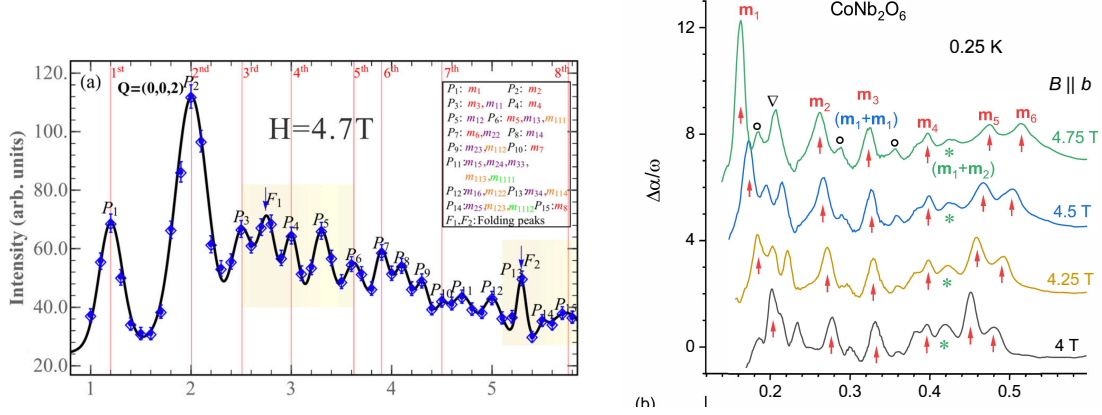 (a)
1st 2nd 3rd 4th 5th 6th 7th 8th
Q=(0,0,2)
H=4.7T
P1 P2 P3 F1 P4 P5 P6 P7 P8 P9 P10 P11 P12 P13 F2 P14 P15
P1: m1 P2: m2
P3: m3, m11 P4: m4
P5: m12 P6: m5, m13, m111
P7: m6, m22 P8: m14
P9: m23, m112 P10: m7
P11: m15, m24, m33,
m113, m1111
P12: m16, m122 P13: m34, m114
P14: m25, m123, m1112 P15: m8
F1,F2: Folding peaks
Intensity (arb. units)
120.
100.
80.0
60.0
40.0
20.0
1 2 3 4 5
CoNb2O6
0.25 K
B ∥ b
m1
m2
m3
(m1+m1)
m4
m5
m6
*
(m1+m2)
4.75 T
4.5 T
*
4.25 T
*
4 T
*
Δα/ω
12
8
4
0
0.2 0.3 0.4 0.5
(b)